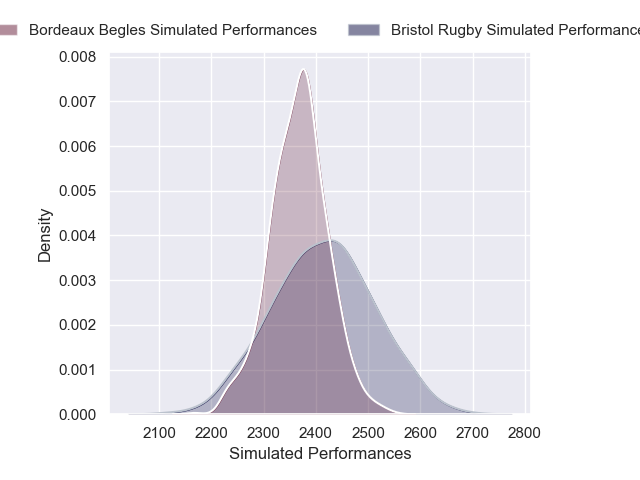 Bordeaux Begles Simulated Performances
Bristol Rugby Simulated Performance
0.008
0.007
0.006
0.005
0.004
0.003
0.002
0.001
0.000
Density
2100 2200 2300 2400 2500 2600 2700 2800
Simulated Performances